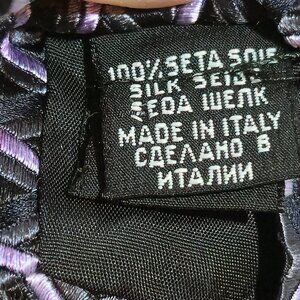 100% SETA SOIE
SILK SEIDE
SEDA ШЕЛК
MADE IN ITALY
СДЕЛАНО В
ИТАЛИИ